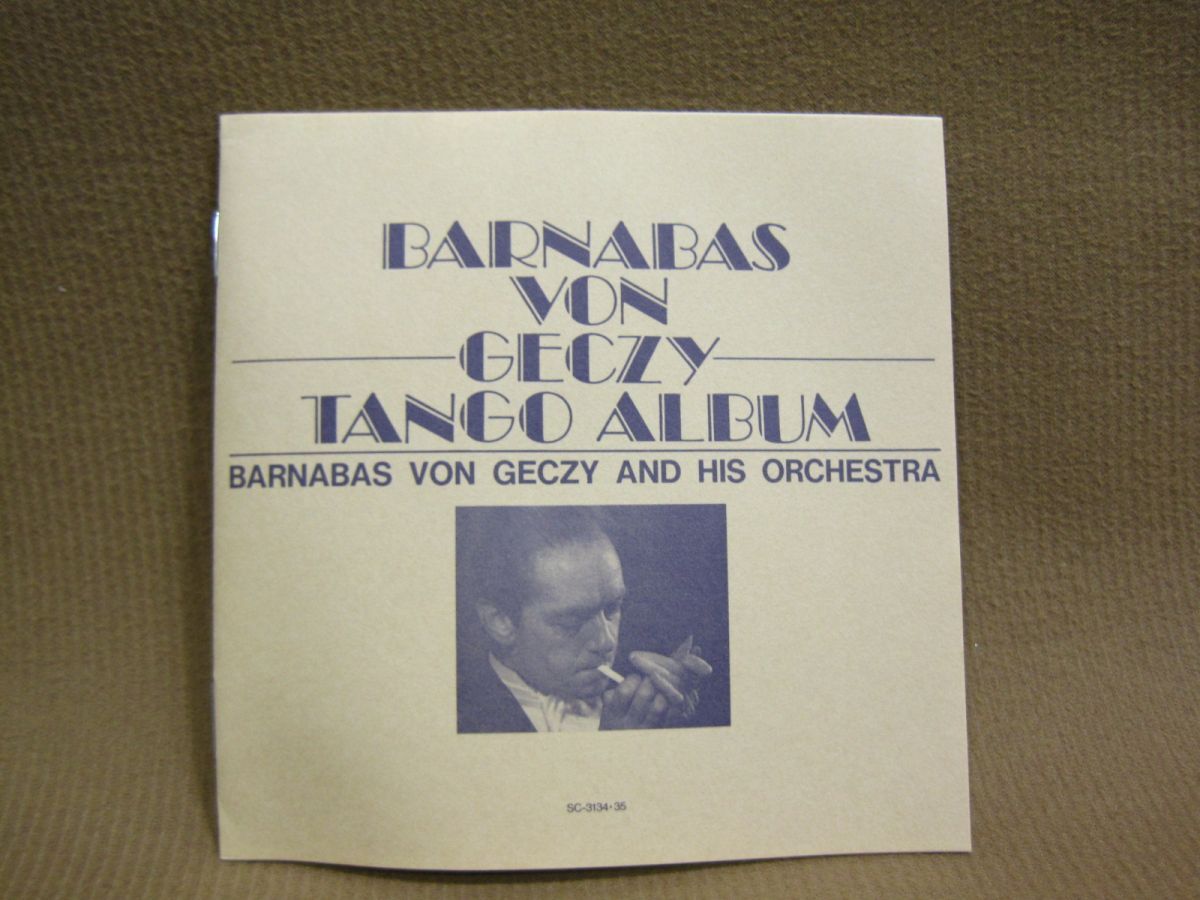 BARNABAS
VON
GECZY
TANGO ALBUM
BARNABAS VON GECZY AND HIS ORCHESTRA
SC-3134・35